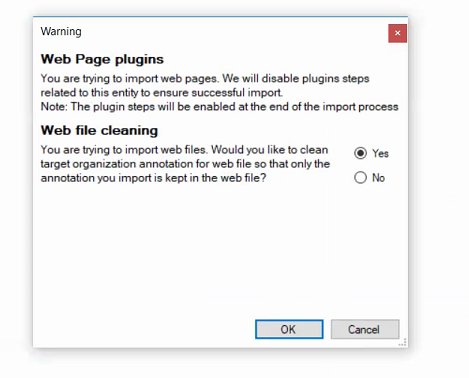 Warning
Web Page plugins
You are trying to import web pages. We will disable plugins steps
related to this entity to ensure successful import.
Note: The plugin steps will be enabled at the end of the import process
Web file cleaning
You are trying to import web files. Would you like to clean
target organization annotation for web file so that only the
annotation you import is kept in the web file?
Yes
No
OK
Cancel